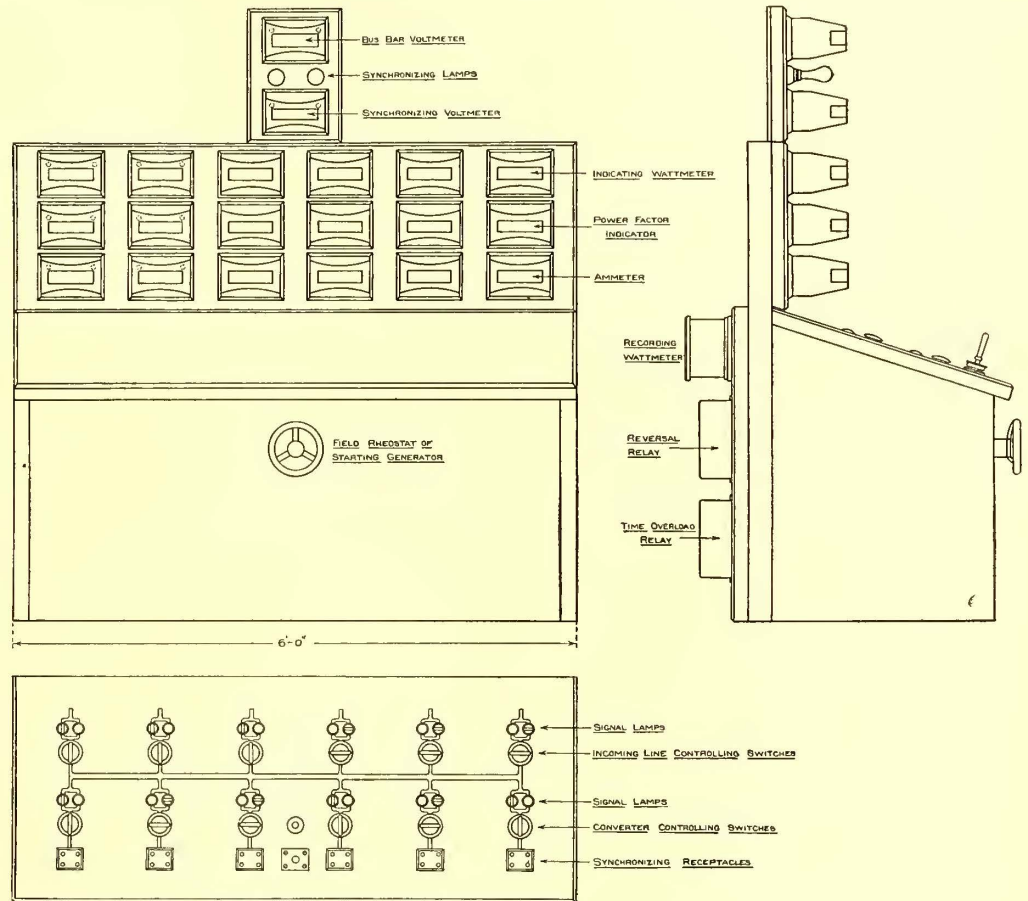 BUS BAR VOLTMETER
SYNCHRONIZING LAMPS
SYNCHRONIZING VOLTMETER
INDICATING WATTMETER
POWER FACTOR
INDICATOR
AMMETER
RECORDING
WATTMETER
FIELD RHEOSTAT OF
STARTING GENERATOR
REVERSAL
RELAY
TIME OVERLOAD
RELAY
6'-0"
SIGNAL LAMPS
INCOMING LINE CONTROLLING SWITCHES
SIGNAL LAMPS
CONVERTER CONTROLLING SWITCHES
SYNCHRONIZING RECEPTACLES